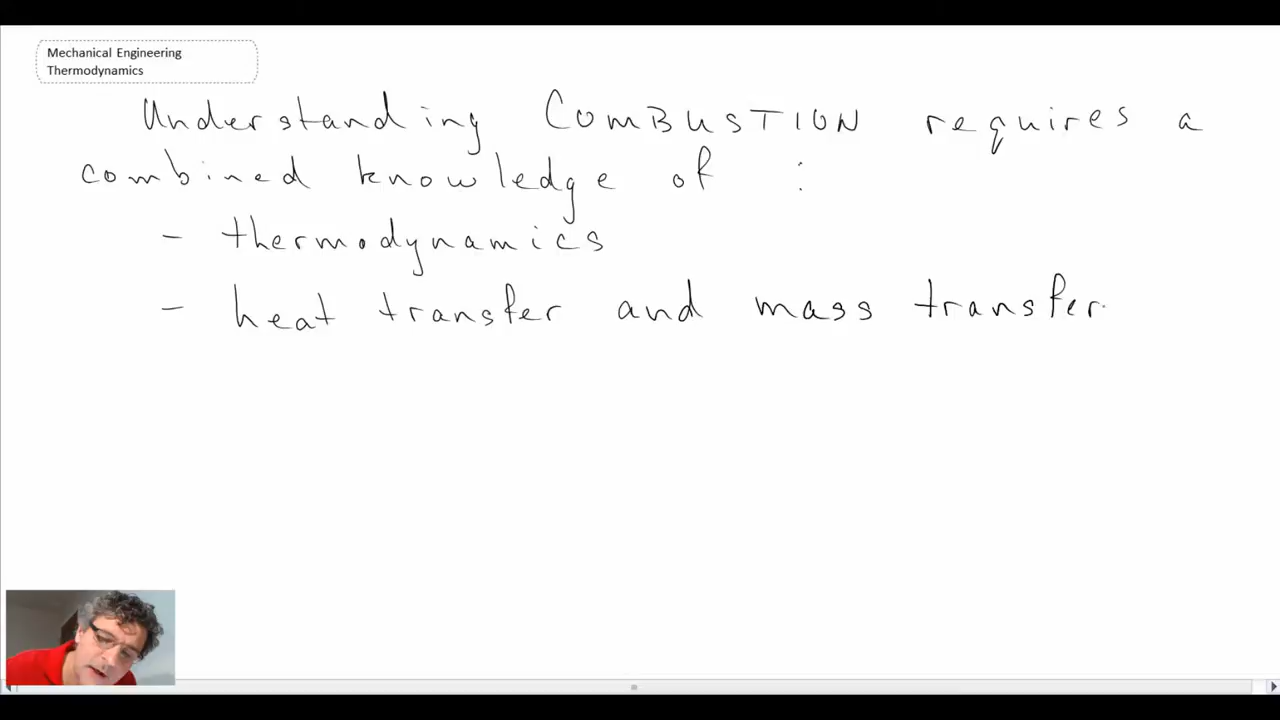 Mechanical Engineering
Thermodynamics
Understanding COMBUSTION requires a
combined knowledge of :
- thermodynamics
- heat transfer and mass transfer